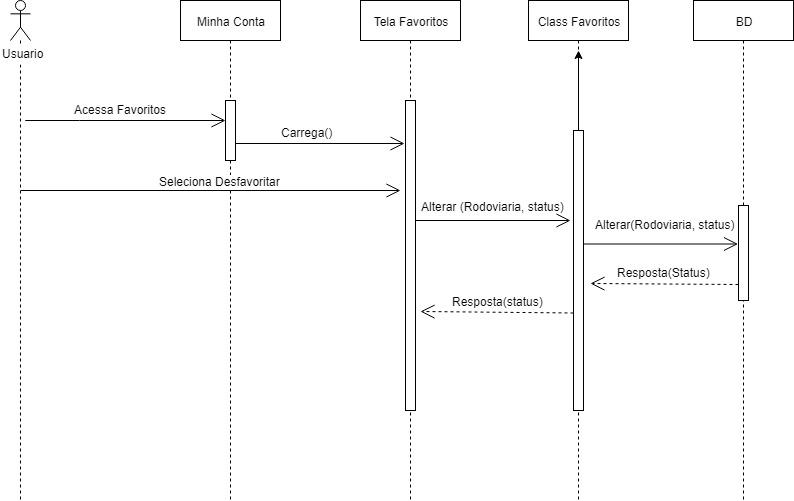 Minha Conta
Tela Favoritos
Class Favoritos
BD
Usuario
Acessa Favoritos
Carrega()
Seleciona Desfavoritar
Alterar (Rodoviaria, status)
Alterar(Rodoviaria, status)
Resposta(Status)
Resposta(status)